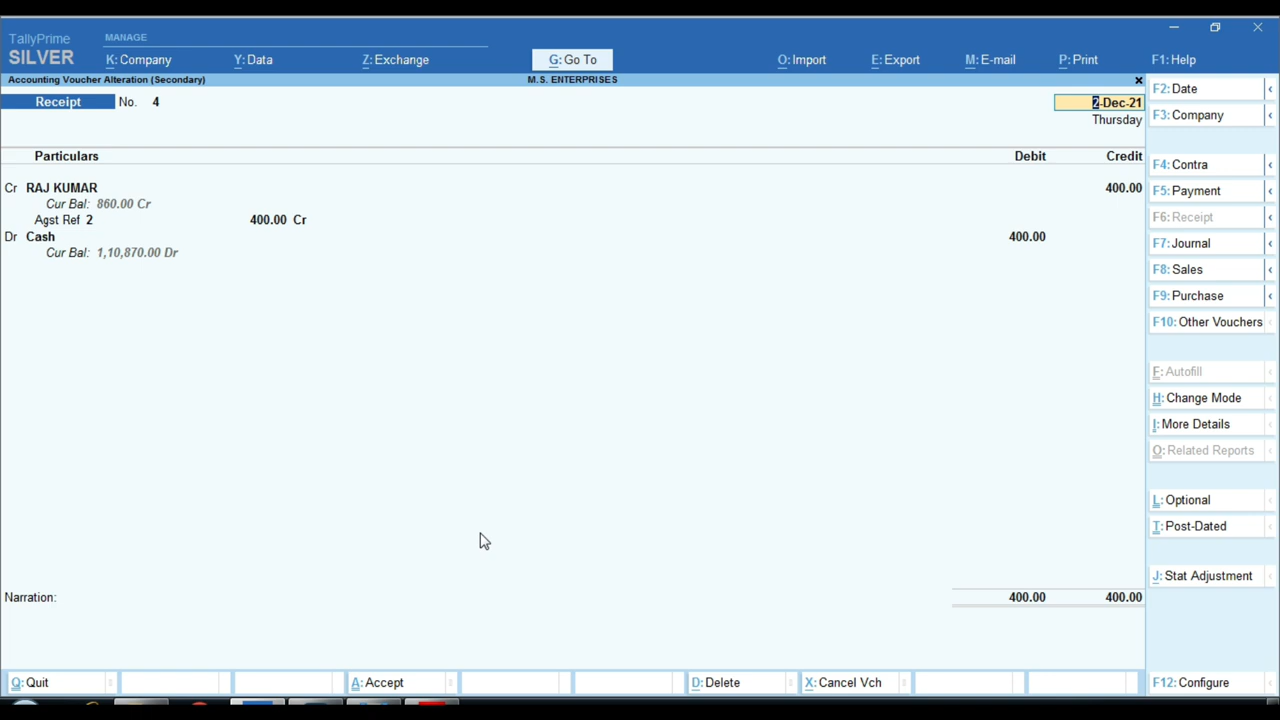 TallyPrime
SILVER
MANAGE
K: Company
Y: Data
Z: Exchange
G: Go To
O: Import
E: Export
M: E-mail
P: Print
F1: Help
Accounting Voucher Alteration (Secondary)
M.S. ENTERPRISES
Receipt No. 4
2-Dec-21
Thursday
Particulars Debit Credit
Cr RAJ KUMAR 400.00
Cur Bal: 860.00 Cr
Agst Ref 2 400.00 Cr
Dr Cash 400.00
Cur Bal: 1,10,870.00 Dr
Narration: 400.00 400.00
F2: Date
F3: Company
F4: Contra
F5: Payment
F6: Receipt
F7: Journal
F8: Sales
F9: Purchase
F10: Other Vouchers
F: Autofill
H: Change Mode
I: More Details
O: Related Reports
L: Optional
T: Post-Dated
J: Stat Adjustment
F12: Configure
Q: Quit
A: Accept
D: Delete
X: Cancel Vch